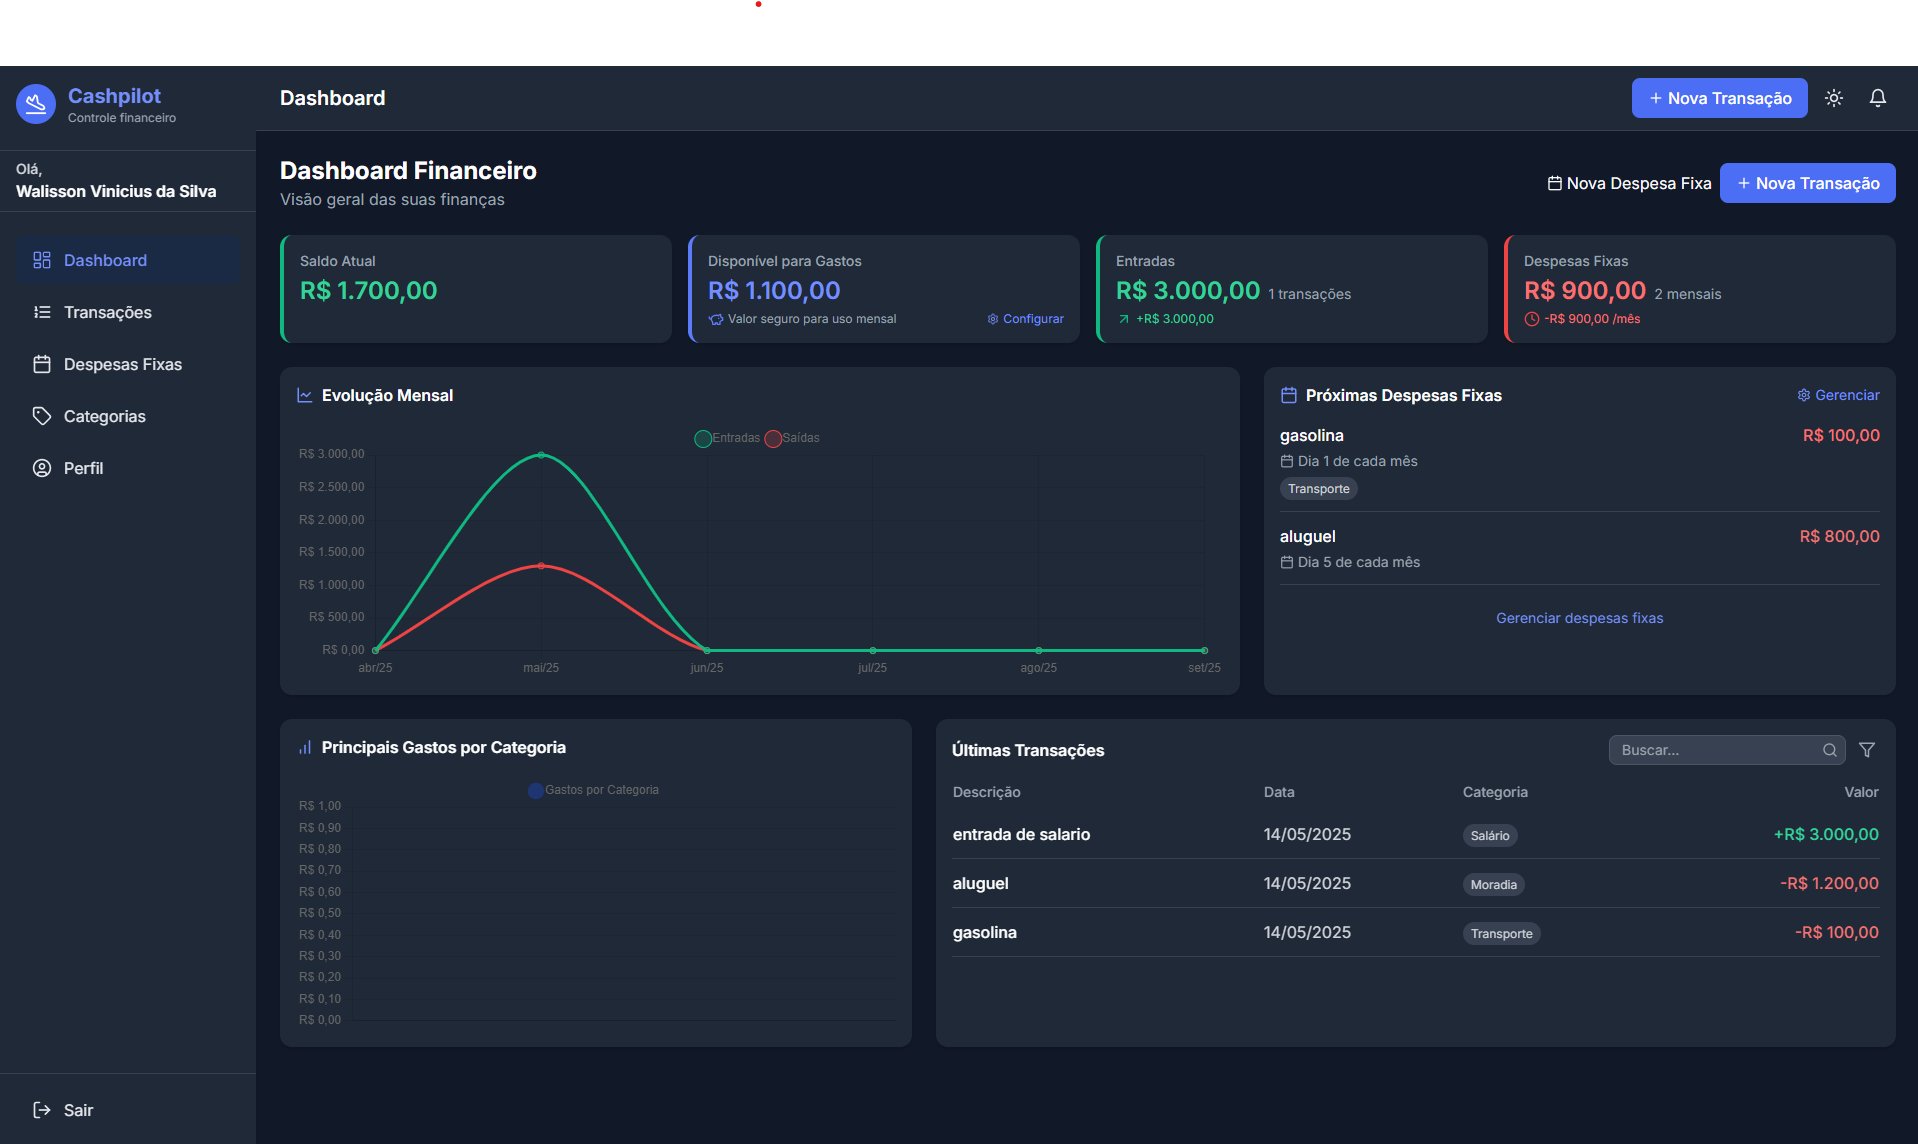 Cashpilot
Controle financeiro
Olá,
Walisson Vinicius da Silva
Dashboard
Transações
Despesas Fixas
Categorias
Perfil
Sair
Dashboard
+ Nova Transação
Dashboard Financeiro
Visão geral das suas finanças
Nova Despesa Fixa
+ Nova Transação
Saldo Atual
R$ 1.700,00
Disponível para Gastos
R$ 1.100,00
Valor seguro para uso mensal
Configurar
Entradas
R$ 3.000,00 1 transações
+R$ 3.000,00
Despesas Fixas
R$ 900,00 2 mensais
-R$ 900,00 /mês
Evolução Mensal
Entradas Saídas
R$ 3.000,00
R$ 2.500,00
R$ 2.000,00
R$ 1.500,00
R$ 1.000,00
R$ 500,00
R$ 0,00
abr/25 mai/25 jun/25 jul/25 ago/25 set/25
Próximas Despesas Fixas
Gerenciar
gasolina R$ 100,00
Dia 1 de cada mês
Transporte
aluguel R$ 800,00
Dia 5 de cada mês
Gerenciar despesas fixas
Principais Gastos por Categoria
Gastos por Categoria
R$ 1,00
R$ 0,90
R$ 0,80
R$ 0,70
R$ 0,60
R$ 0,50
R$ 0,40
R$ 0,30
R$ 0,20
R$ 0,10
R$ 0,00
Últimas Transações
Buscar...
Descrição Data Categoria Valor
entrada de salario 14/05/2025 Salário +R$ 3.000,00
aluguel 14/05/2025 Moradia -R$ 1.200,00
gasolina 14/05/2025 Transporte -R$ 100,00